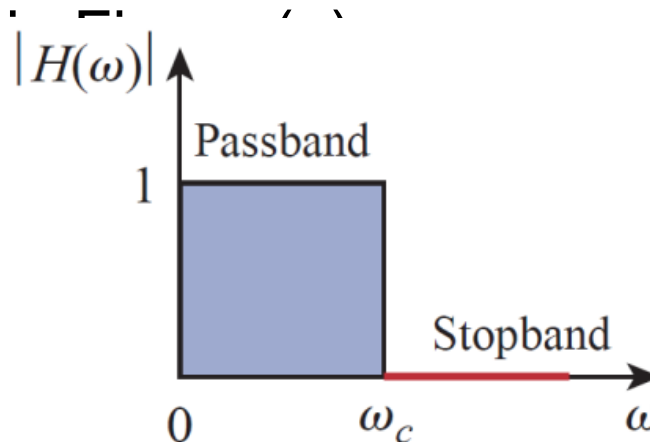 |H(ω)|
Passband
1
Stopband
0
ω_c
ω